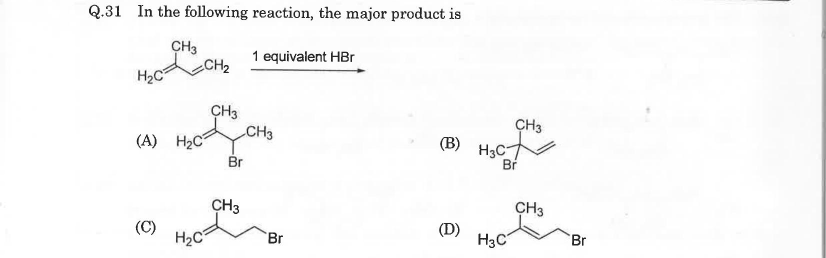 Q.31 In the following reaction, the major product is
CH3
H2C CH2 1 equivalent HBr
CH3
(A) H2C CH3
Br
CH3
(B) H3C
Br
CH3
(C) H2C Br
CH3
(D) H3C Br